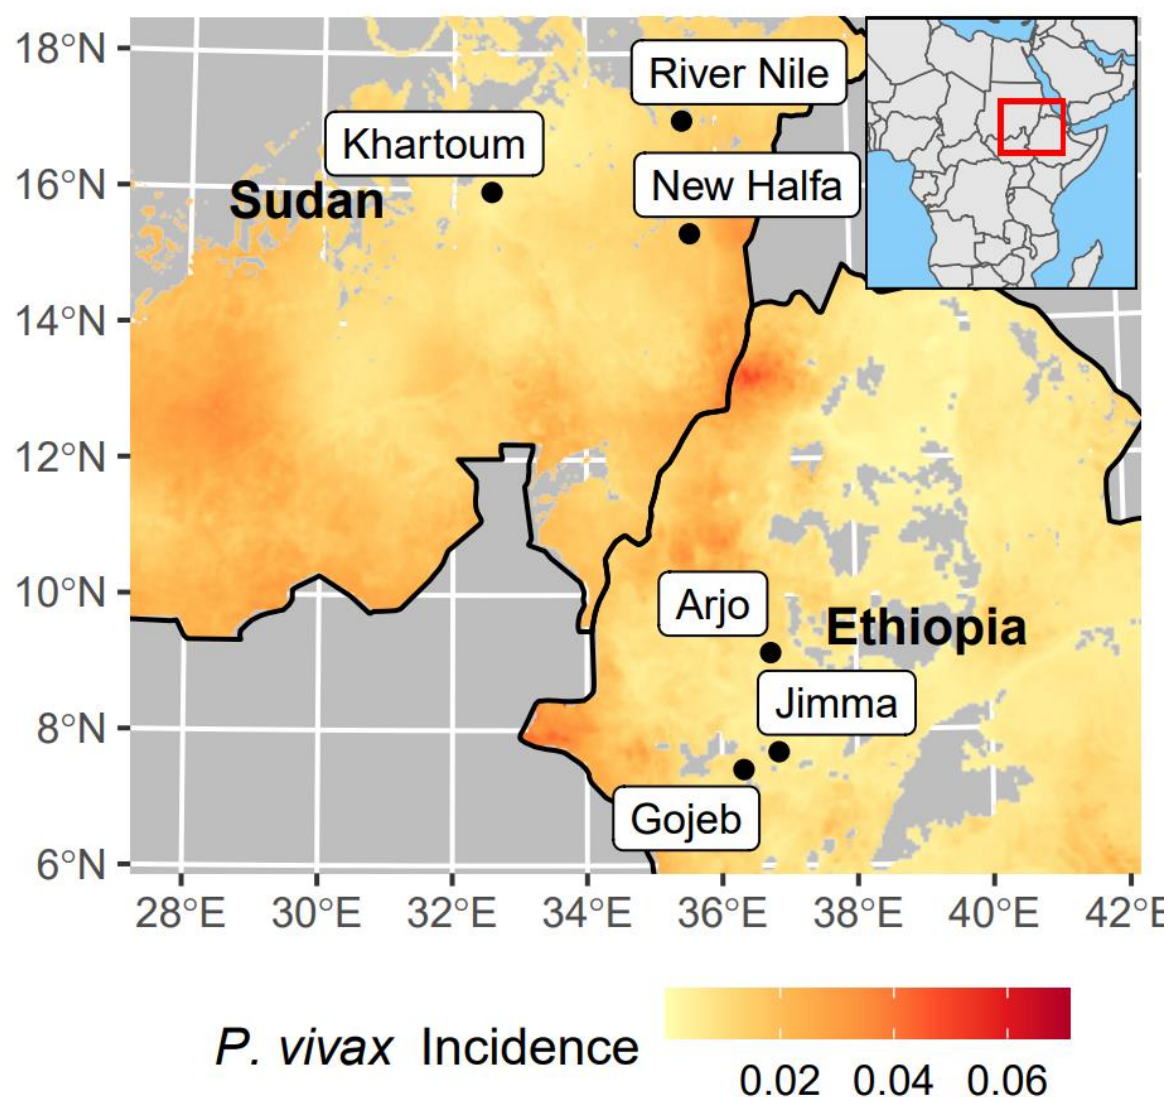 18°N
16°N
14°N
12°N
10°N
8°N
6°N
River Nile
Khartoum
New Halfa
Sudan
Arjo
Ethiopia
Jimma
Gojeb
28°E 30°E 32°E 34°E 36°E 38°E 40°E 42°E
P. vivax Incidence
0.02 0.04 0.06